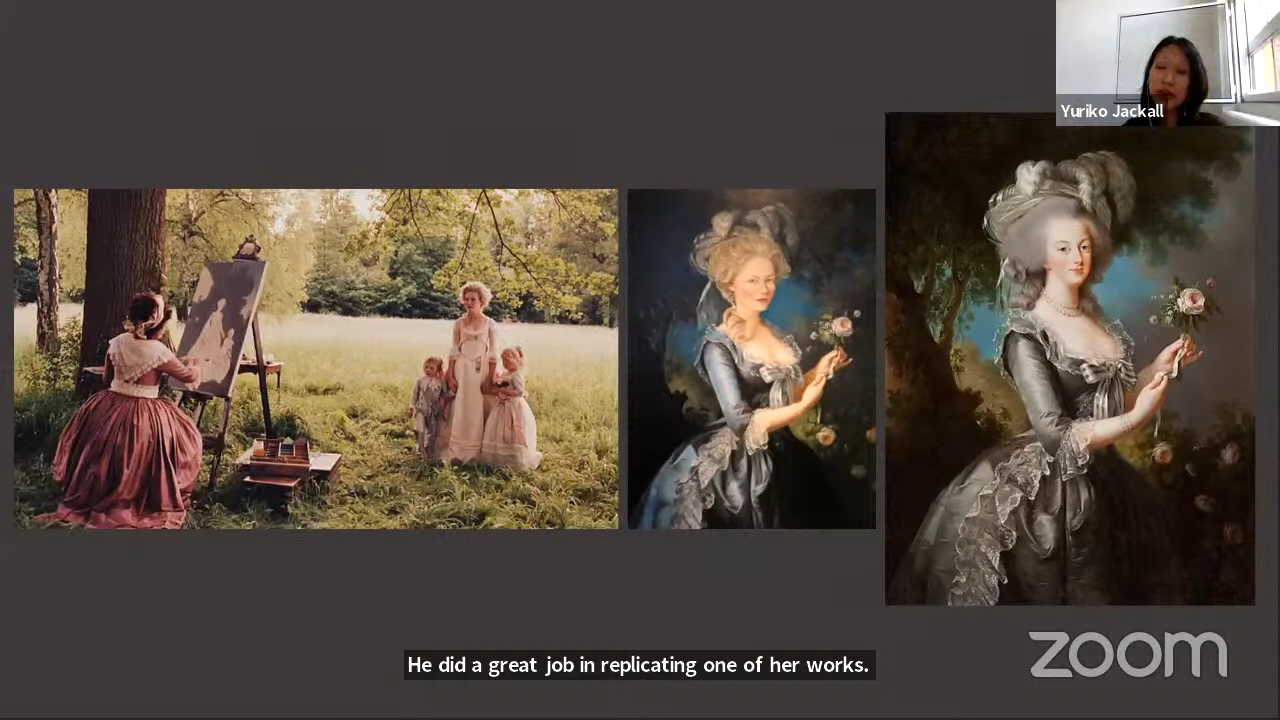 Yuriko Jackall
He did a great job in replicating one of her works.
zoom